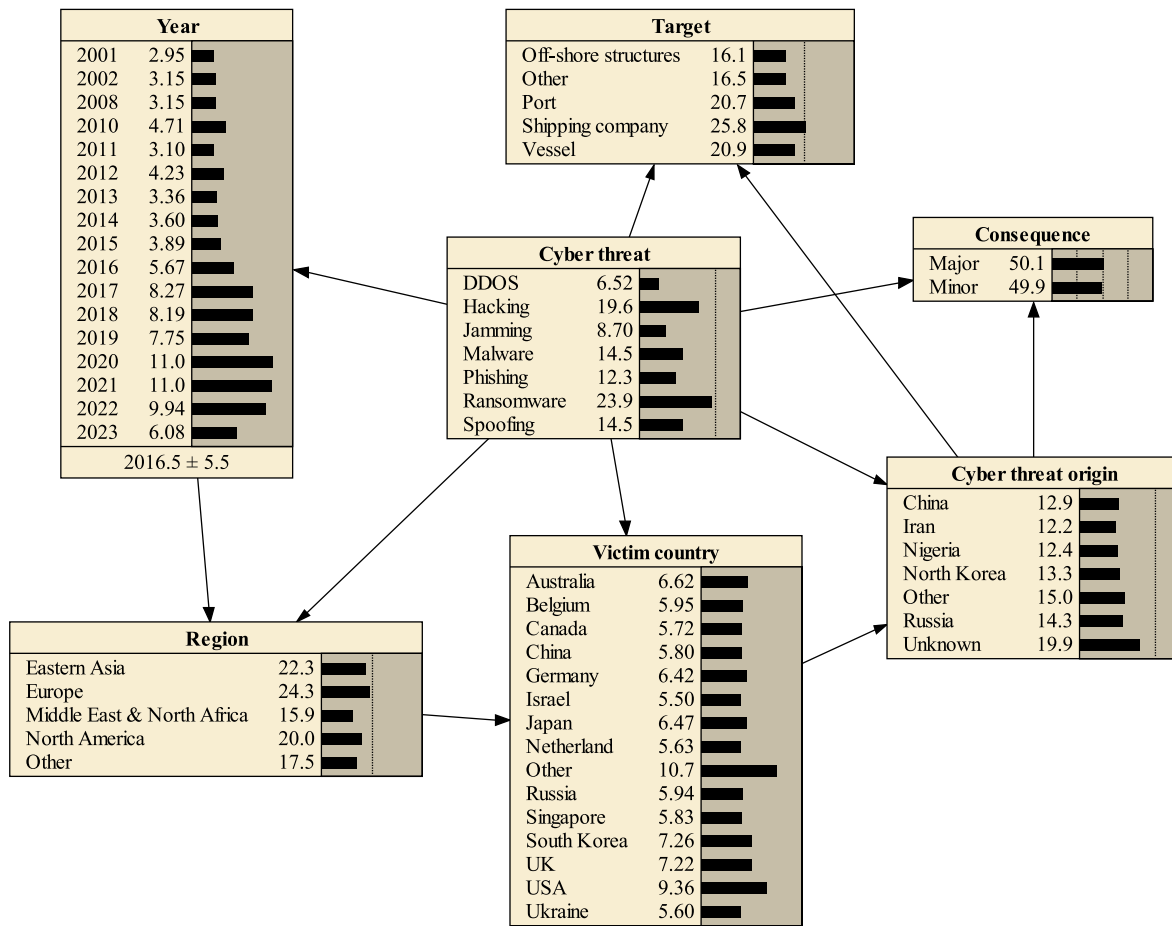 Year
2001 2.95
2002 3.15
2008 3.15
2010 4.71
2011 3.10
2012 4.23
2013 3.36
2014 3.60
2015 3.89
2016 5.67
2017 8.27
2018 8.19
2019 7.75
2020 11.0
2021 11.0
2022 9.94
2023 6.08
2016.5 ± 5.5
Target
Off-shore structures 16.1
Other 16.5
Port 20.7
Shipping company 25.8
Vessel 20.9
Cyber threat
DDOS 6.52
Hacking 19.6
Jamming 8.70
Malware 14.5
Phishing 12.3
Ransomware 23.9
Spoofing 14.5
Consequence
Major 50.1
Minor 49.9
Cyber threat origin
China 12.9
Iran 12.2
Nigeria 12.4
North Korea 13.3
Other 15.0
Russia 14.3
Unknown 19.9
Victim country
Australia 6.62
Belgium 5.95
Canada 5.72
China 5.80
Germany 6.42
Israel 5.50
Japan 6.47
Netherland 5.63
Other 10.7
Russia 5.94
Singapore 5.83
South Korea 7.26
UK 7.22
USA 9.36
Ukraine 5.60
Region
Eastern Asia 22.3
Europe 24.3
Middle East & North Africa 15.9
North America 20.0
Other 17.5